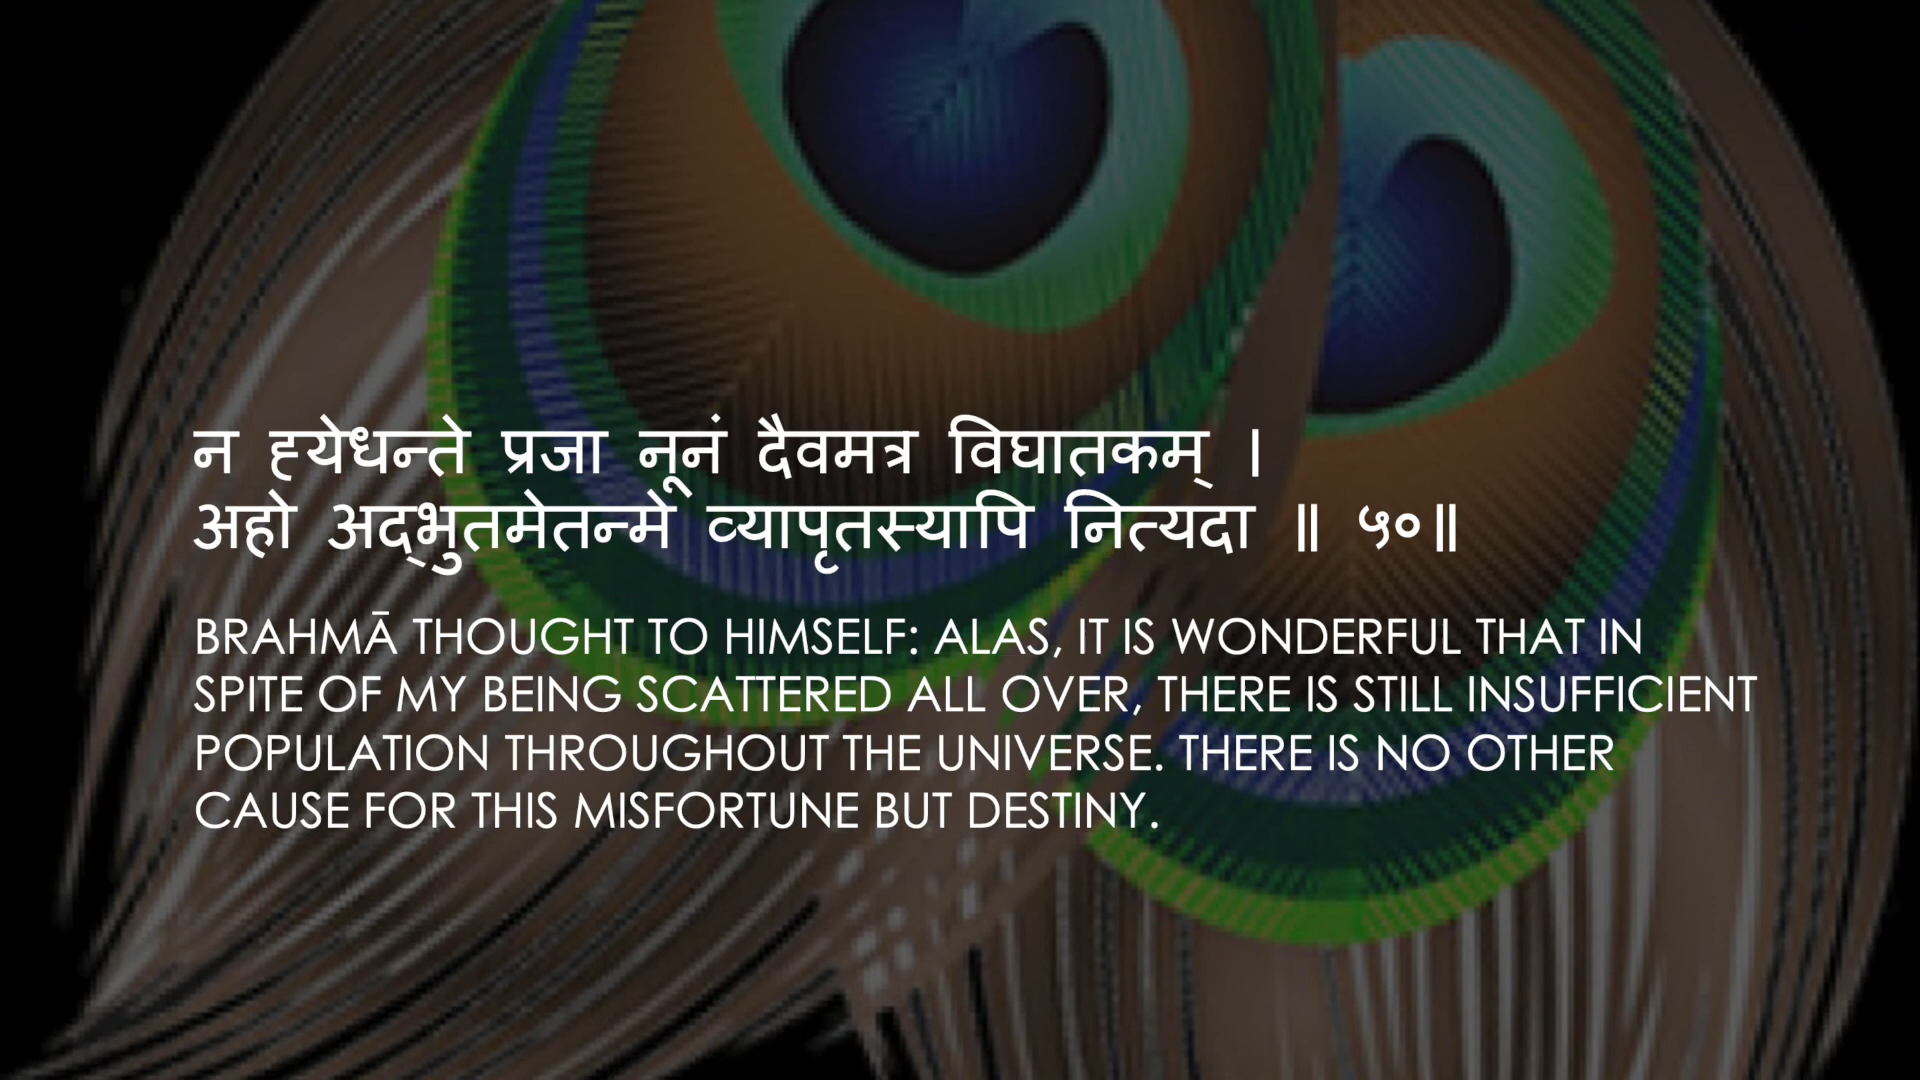 न ह्येधन्ते प्रजा नूनं दैवमत्र विघातकम् ।
अहो अद्भुतमेतन्मे व्यापृतस्यापि नित्यदा ॥ ५०॥
BRAHMĀ THOUGHT TO HIMSELF: ALAS, IT IS WONDERFUL THAT IN
SPITE OF MY BEING SCATTERED ALL OVER, THERE IS STILL INSUFFICIENT
POPULATION THROUGHOUT THE UNIVERSE. THERE IS NO OTHER
CAUSE FOR THIS MISFORTUNE BUT DESTINY.